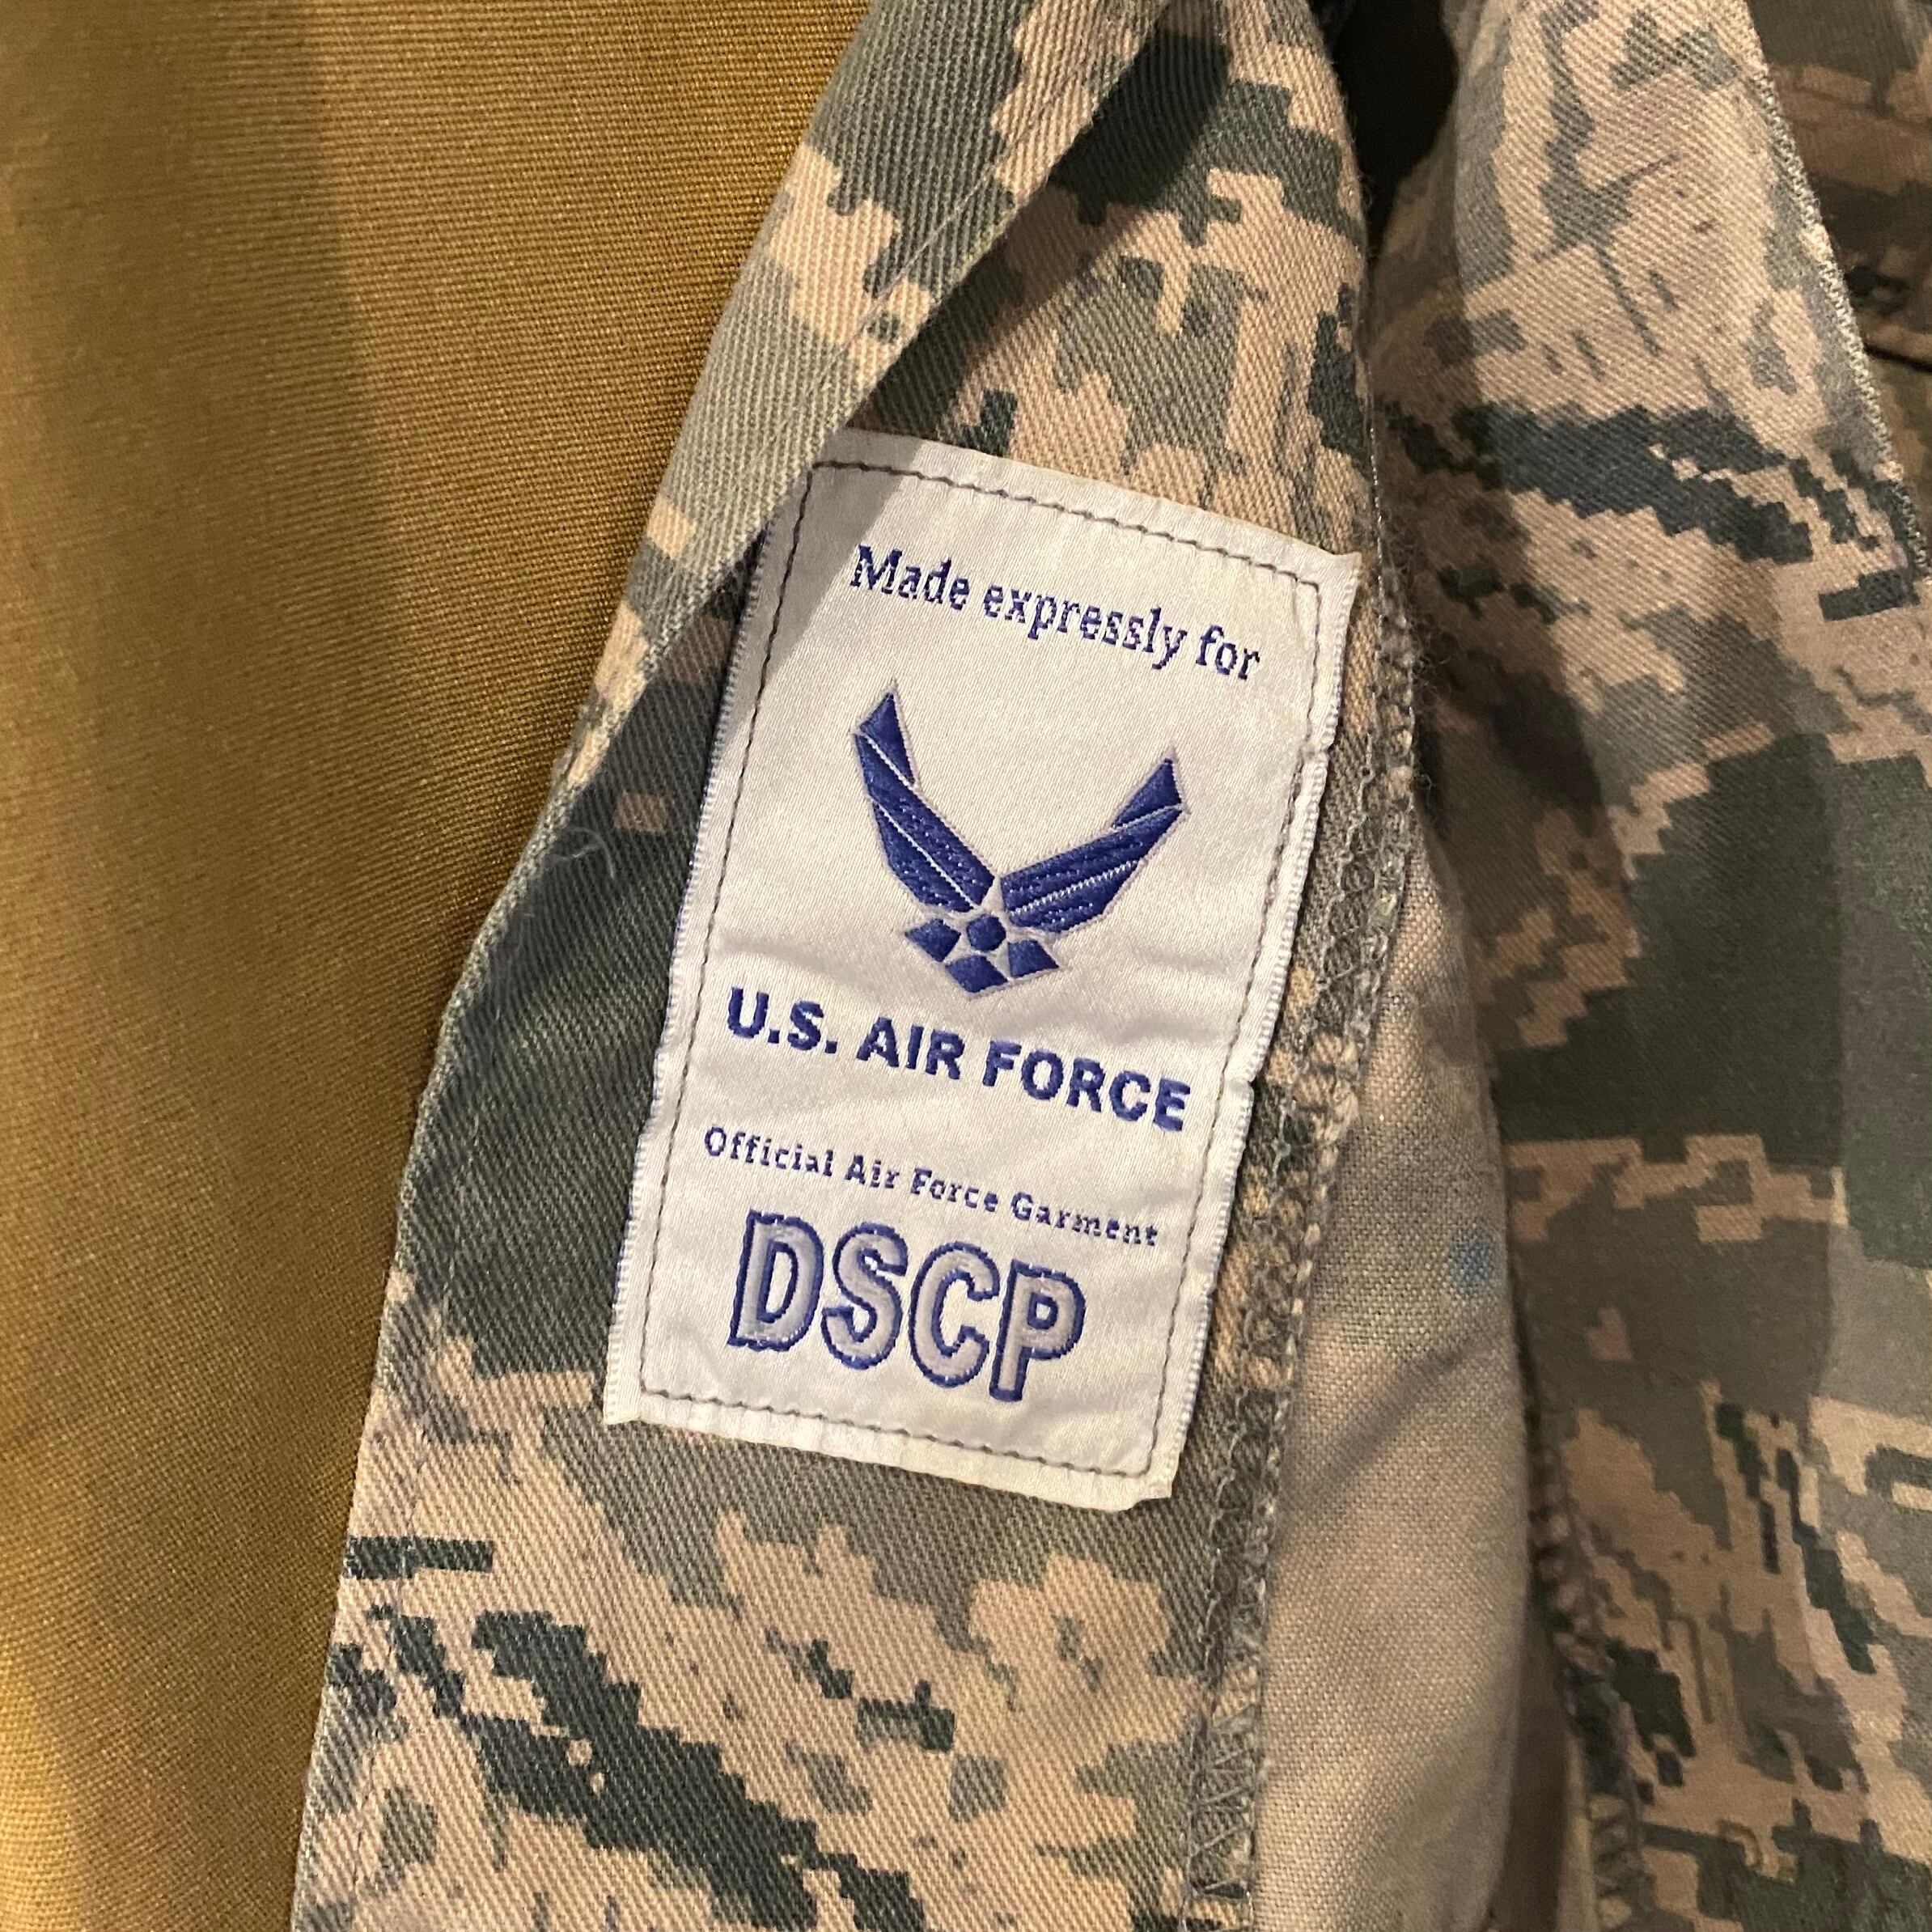 Made expressly for
U.S. AIR FORCE
Official Air Force Garment
DSCP